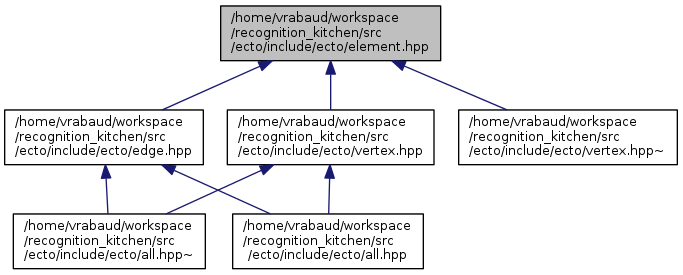 /home/vrabaud/workspace
/recognition_kitchen/src
/ecto/include/ecto/element.hpp
/home/vrabaud/workspace
/recognition_kitchen/src
/ecto/include/ecto/edge.hpp
/home/vrabaud/workspace
/recognition_kitchen/src
/ecto/include/ecto/vertex.hpp
/home/vrabaud/workspace
/recognition_kitchen/src
/ecto/include/ecto/vertex.hpp~
/home/vrabaud/workspace
/recognition_kitchen/src
/ecto/include/ecto/all.hpp~
/home/vrabaud/workspace
/recognition_kitchen/src
/ecto/include/ecto/all.hpp